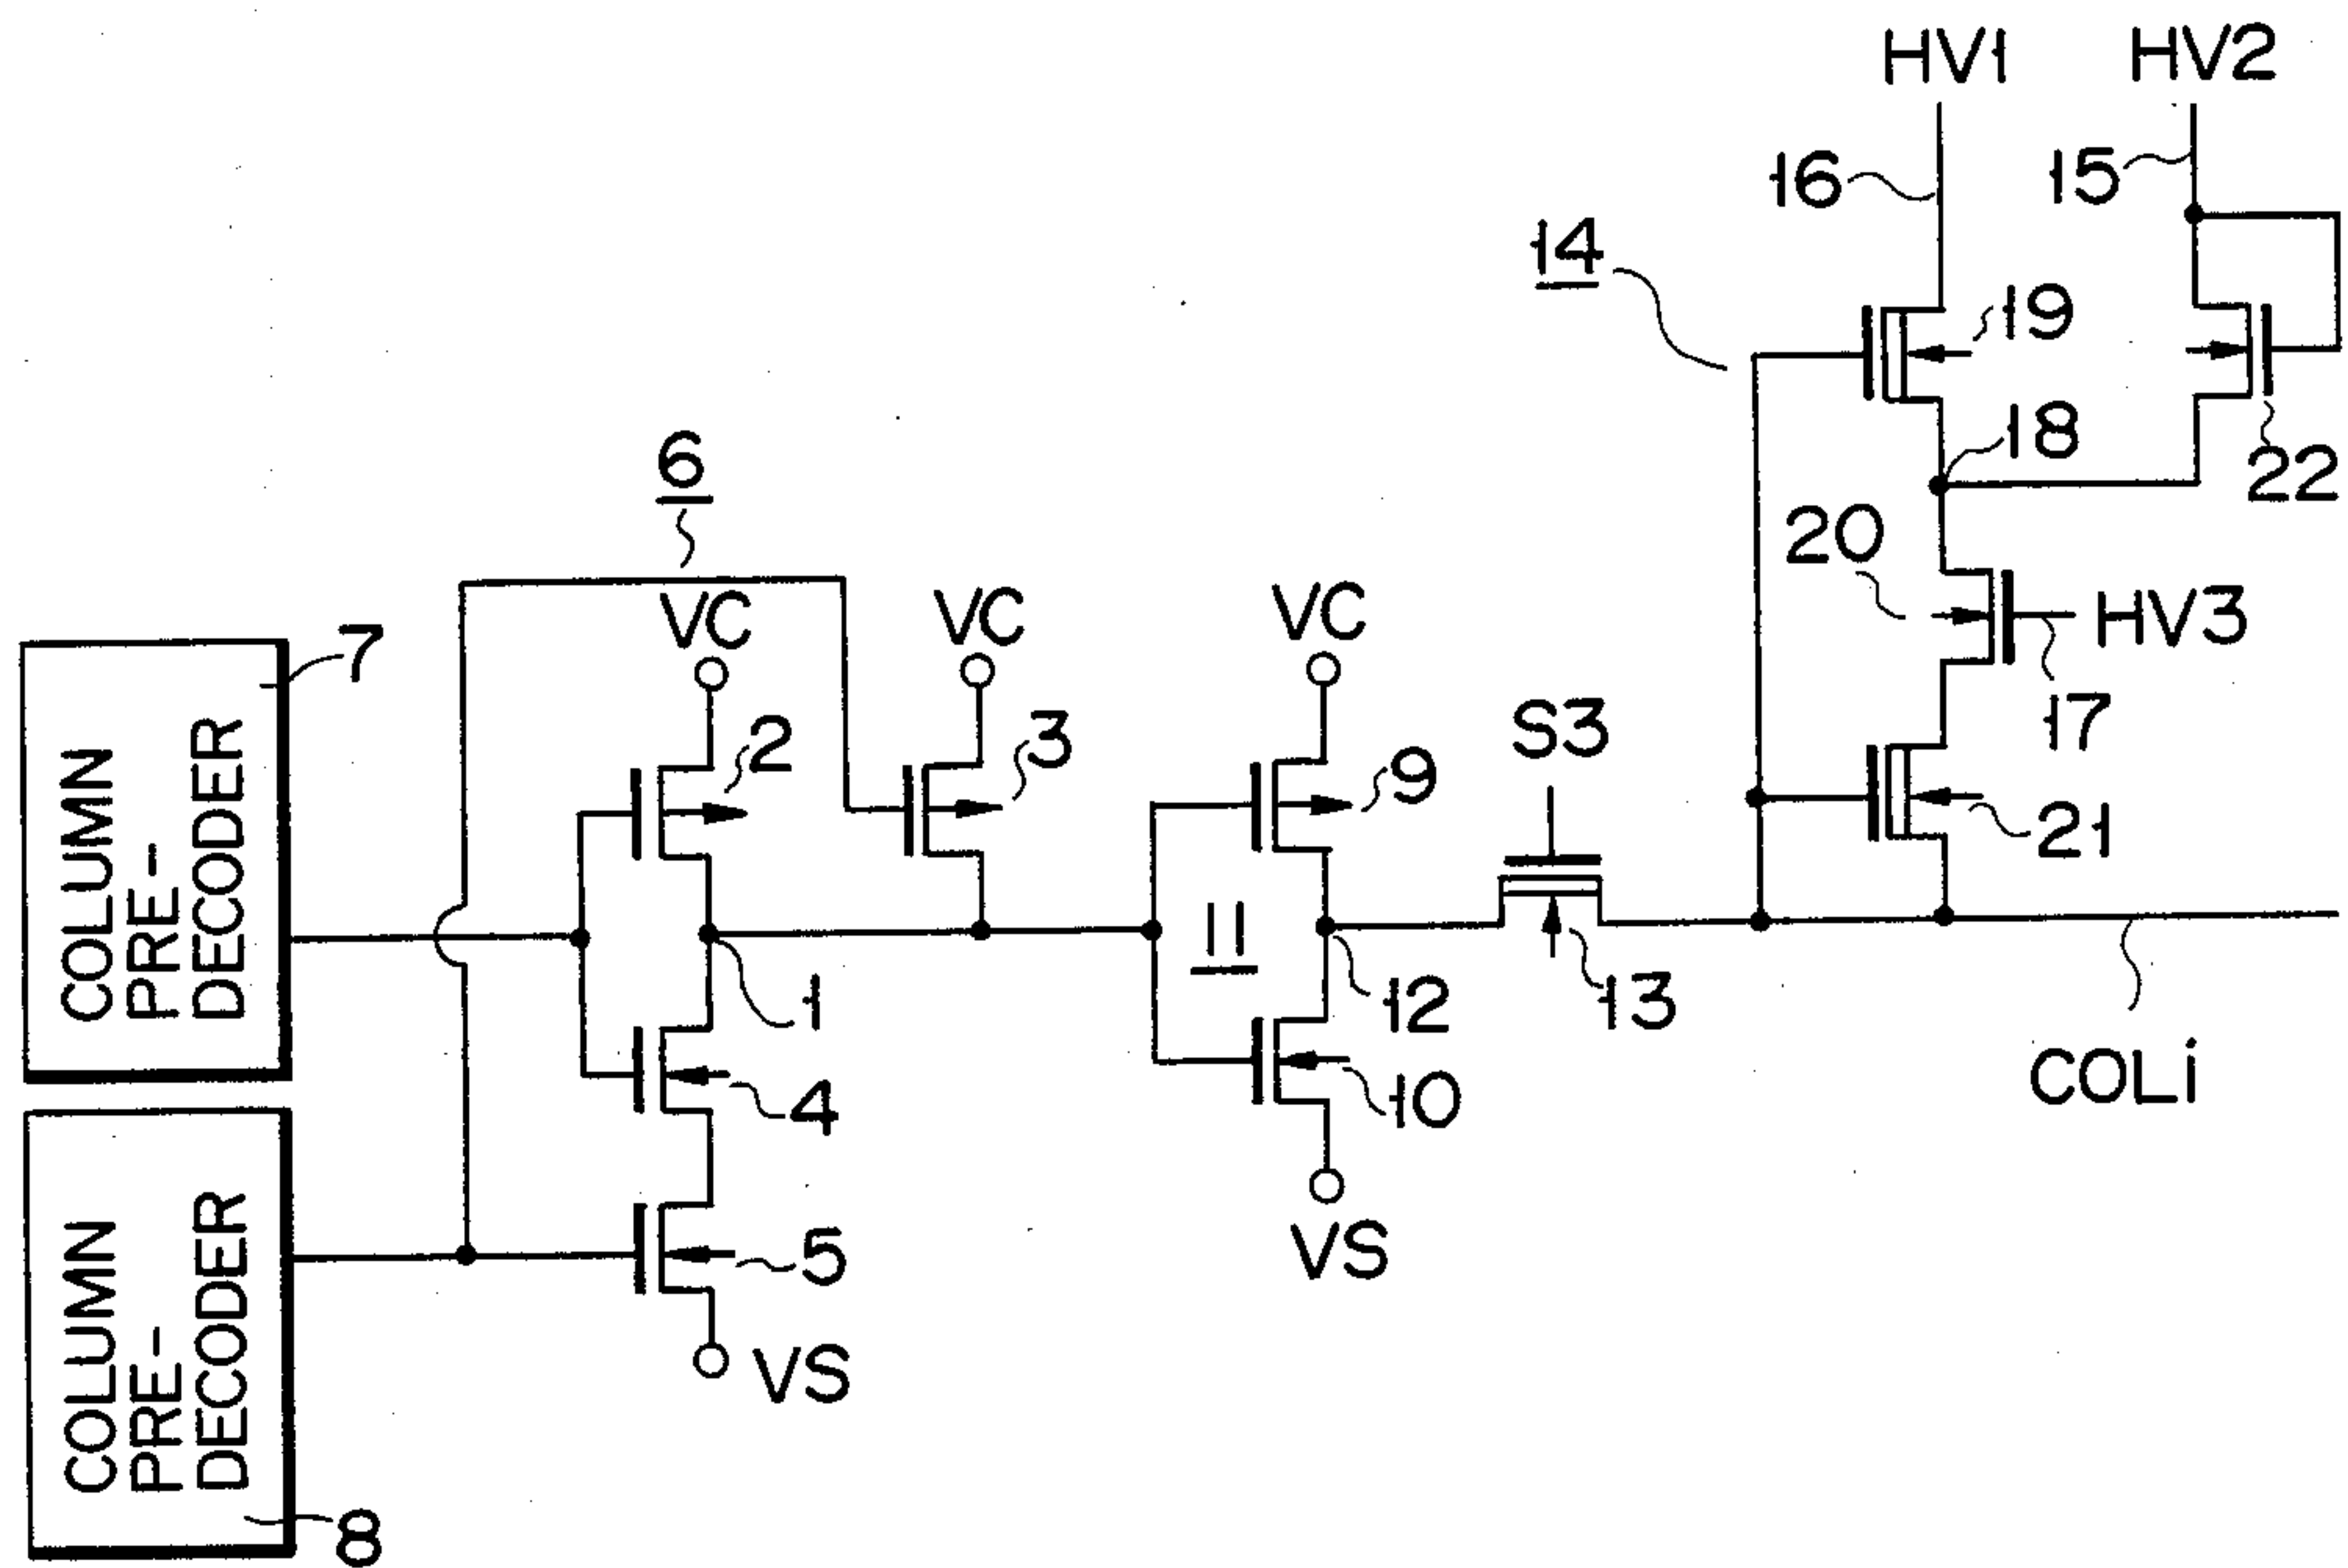 HV1
HV2
16
15
14
19
18
22
6
20
HV3
VC
VC
VC
7
COLUMN
PRE-
DECODER
2
3
9
S3
17
21
11
1
12
13
4
10
COLi
COLUMN
PRE-
DECODER
5
VS
VS
8